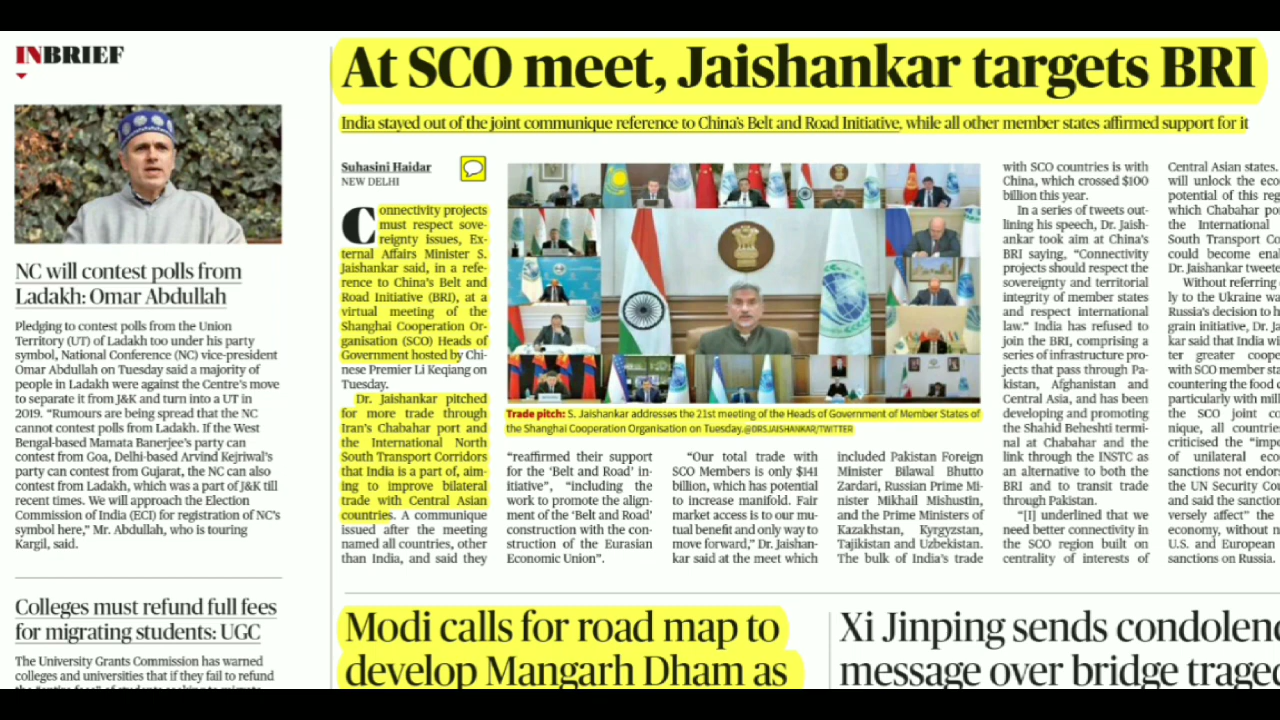 INBRIEF
NC will contest polls from
Ladakh: Omar Abdullah
Pledging to contest polls from the Union
Territory (UT) of Ladakh too under his party
symbol, National Conference (NC) vice-president
Omar Abdullah on Tuesday said a majority of
people in Ladakh were against the Centre's move
to separate it from J&K and turn into a UT in
2019. "Rumours are being spread that the NC
cannot contest polls from Ladakh. If the West
Bengal-based Mamata Banerjee's party can
contest from Goa, Delhi-based Arvind Kejriwal's
party can contest from Gujarat, the NC can also
contest from Ladakh, which was a part of J&K till
recent times. We will approach the Election
Commission of India (ECI) for registration of NC's
symbol here," Mr. Abdullah, who is touring
Kargil, said.
Colleges must refund full fees
for migrating students: UGC
The University Grants Commission has warned
colleges and universities that if they fail to refund
At SCO meet, Jaishankar targets BRI
India stayed out of the joint communique reference to China's Belt and Road Initiative, while all other member states affirmed support for it
Suhasini Haidar
NEW DELHI
Connectivity projects
must respect sove-
reignty issues, Ex-
ternal Affairs Minister S.
Jaishankar said, in a refe-
rence to China's Belt and
Road Initiative (BRI), at a
virtual meeting of the
Shanghai Cooperation Or-
ganisation (SCO) Heads of
Government hosted by Chi-
nese Premier Li Keqiang on
Tuesday.
Dr. Jaishankar pitched
for more trade through
Iran's Chabahar port and
the International North
South Transport Corridors
that India is a part of, aim-
ing to improve bilateral
trade with Central Asian
countries. A communique
issued after the meeting
named all countries, other
than India, and said they
Trade pitch: S. Jaishankar addresses the 21st meeting of the Heads of Government of Member States of
the Shanghai Cooperation Organisation on Tuesday. @DRSJAISHANKAR/TWITTER
"reaffirmed their support
for the 'Belt and Road' in-
itiative", "including the
work to promote the align-
ment of the 'Belt and Road'
construction with the con-
struction of the Eurasian
Economic Union".
"Our total trade with
SCO Members is only $141
billion, which has potential
to increase manifold. Fair
market access is to our mu-
tual benefit and only way to
move forward," Dr. Jaishan-
kar said at the meet which
included Pakistan Foreign
Minister Bilawal Bhutto
Zardari, Russian Prime Mi-
nister Mikhail Mishustin,
and the Prime Ministers of
Kazakhstan, Kyrgyzstan,
Tajikistan and Uzbekistan.
The bulk of India's trade
with SCO countries is with
China, which crossed $100
billion this year.
In a series of tweets out-
lining his speech, Dr. Jaish-
ankar took aim at China's
BRI saying, "Connectivity
projects should respect the
sovereignty and territorial
integrity of member states
and respect international
law." India has refused to
join the BRI, comprising a
series of infrastructure pro-
jects that pass through Pa-
kistan, Afghanistan and
Central Asia, and has been
developing and promoting
the Shahid Beheshti termi-
nal at Chabahar and the
link through the INSTC as
an alternative to both the
BRI and to transit trade
through Pakistan.
"[I] underlined that we
need better connectivity in
the SCO region built on
centrality of interests of
Central Asian states.
will unlock the eco
potential of this reg
which Chabahar po
the International
South Transport Co
could become enal
Dr. Jaishankar tweete
Without referring
ly to the Ukraine wa
Russia's decision to h
grain initiative, Dr. Ja
kar said that India wi
ter greater coope
with SCO member sta
countering the food
particularly with mill
the SCO joint c
nique, all countrie
criticised the "impo
of unilateral eco
sanctions not endor
the UN Security Cou
and said the sanction
versely affect" the
economy, without n
U.S. and European
sanctions on Russia.
Modi calls for road map to
develop Mangarh Dham as
Xi Jinping sends condolenc
message over bridge trage